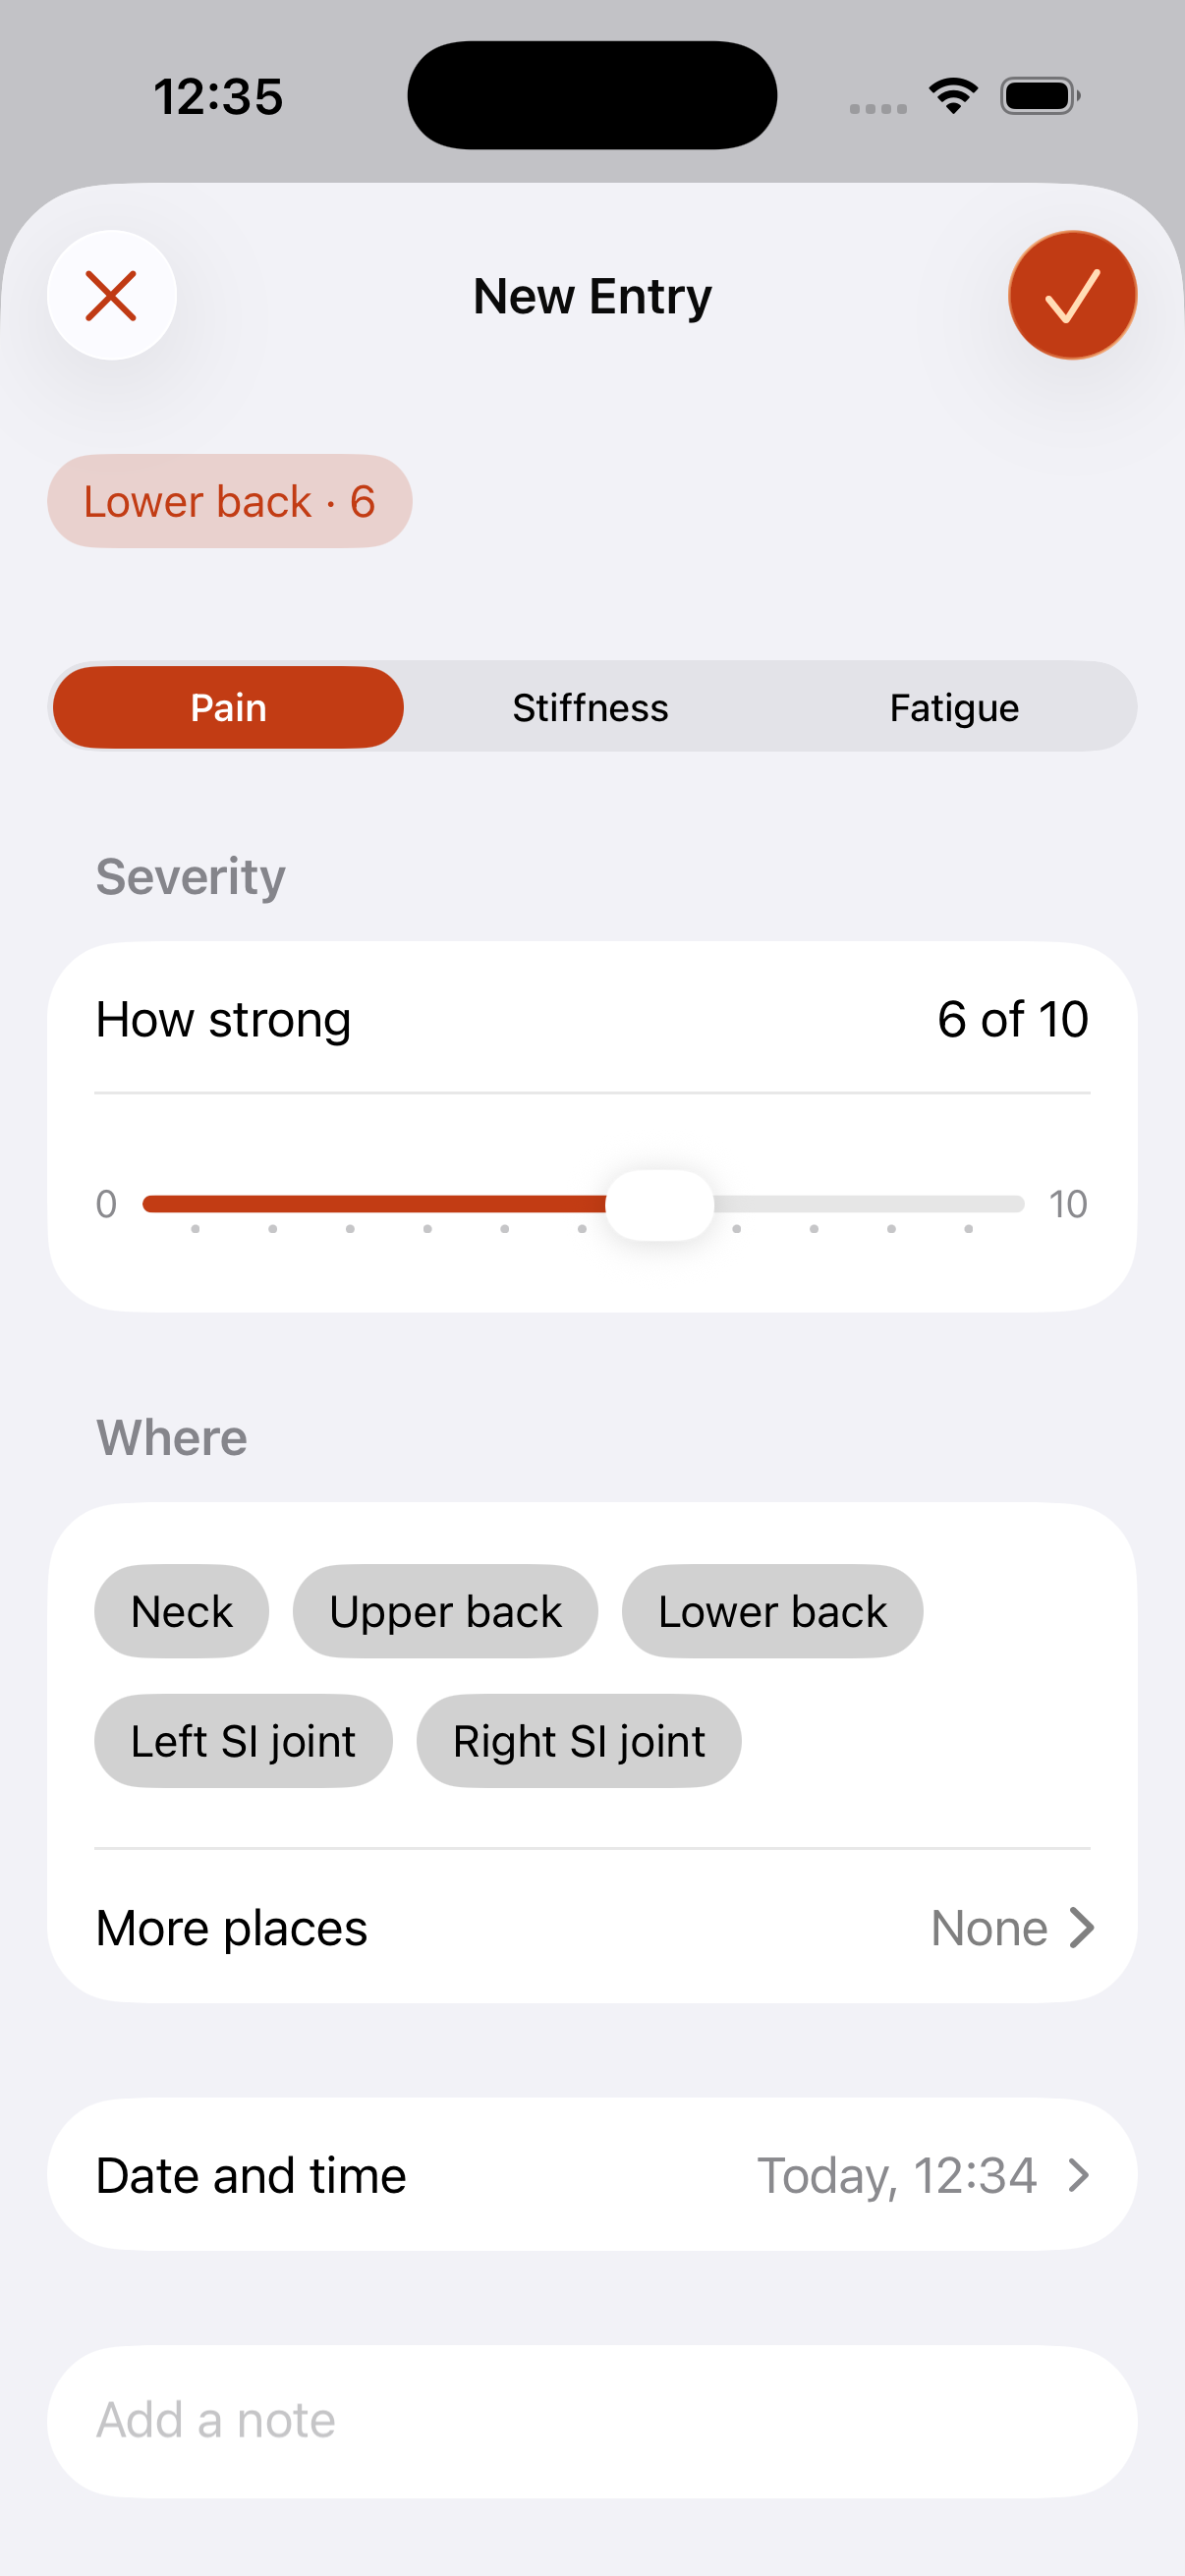 12:35
New Entry
Lower back · 6
Pain Stiffness Fatigue
Severity
How strong 6 of 10
0 10
Where
Neck Upper back Lower back
Left SI joint Right SI joint
More places None
Date and time Today, 12:34
Add a note